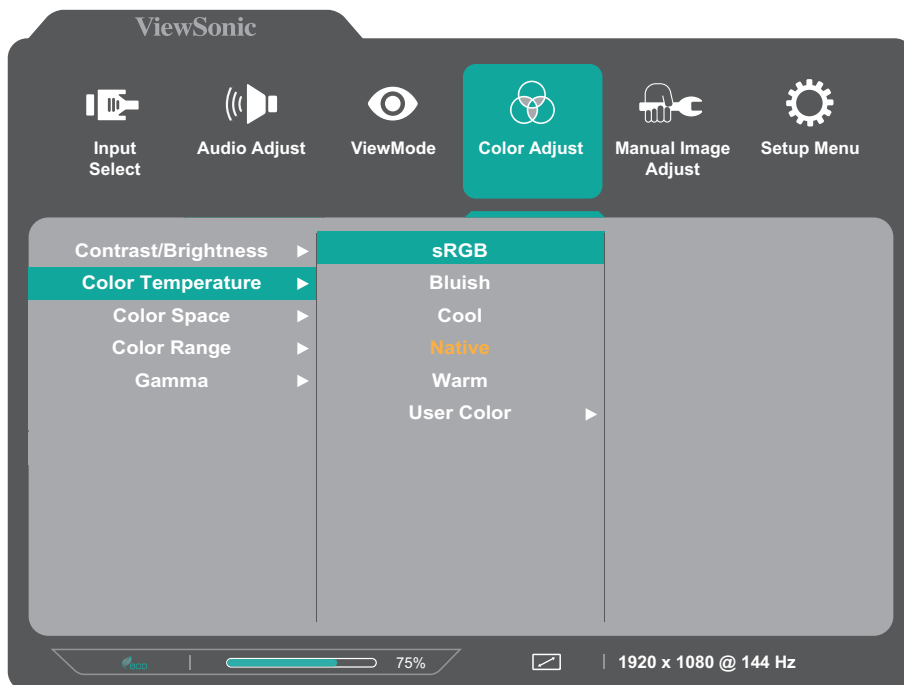 ViewSonic
Input
Select
Audio Adjust
ViewMode
Color Adjust
Manual Image
Adjust
Setup Menu
Contrast/Brightness
Color Temperature
Color Space
Color Range
Gamma
sRGB
Bluish
Cool
Native
Warm
User Color
eco
75%
1920 x 1080 @ 144 Hz